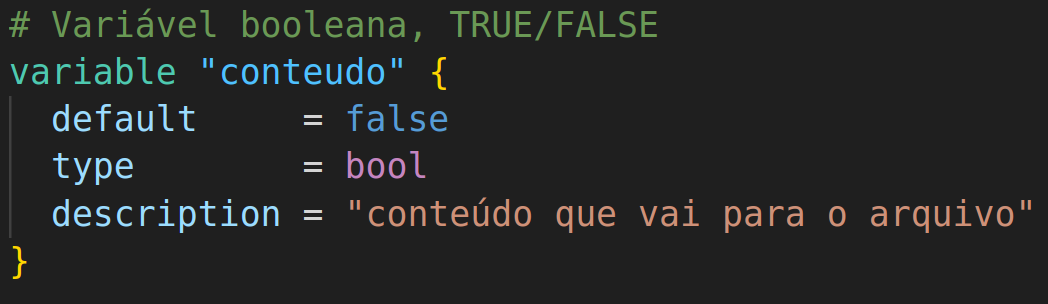 # Variável booleana, TRUE/FALSE
variable "conteudo" {
  default     = false
  type        = bool
  description = "conteúdo que vai para o arquivo"
}